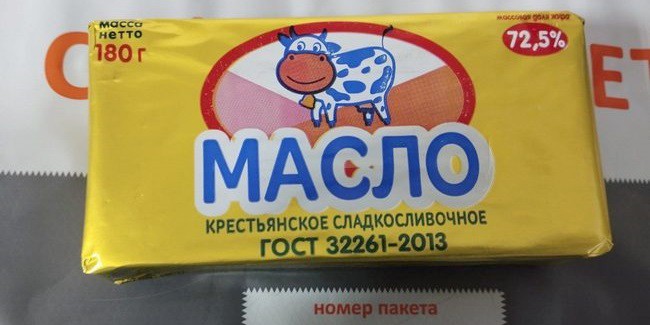 масса
нетто
180 г
массовая доля жира
72,5%
МАСЛО
КРЕСТЬЯНСКОЕ СЛАДКОСЛИВОЧНОЕ
ГОСТ 32261-2013
номер пакета